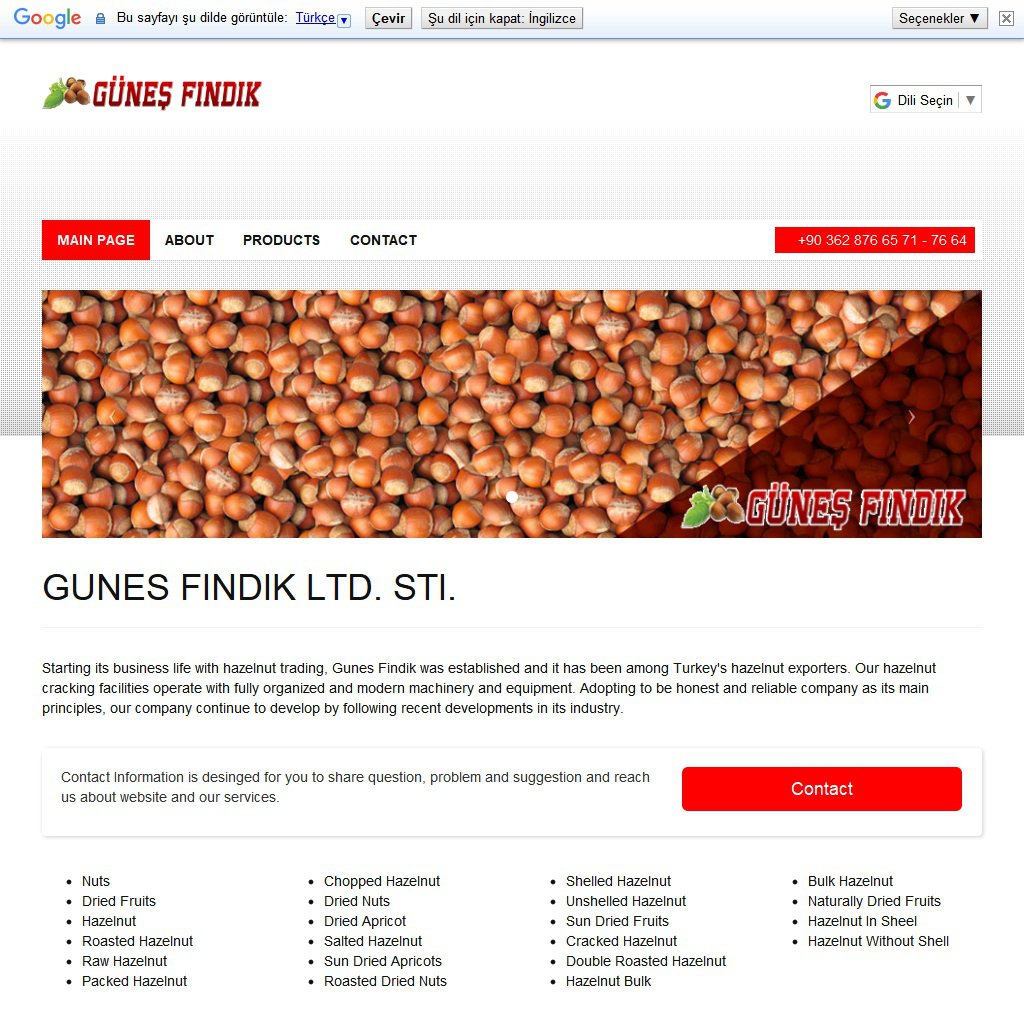 Google Bu sayfayı şu dilde görüntüle: Türkçe ▼ Çevir Şu dil için kapat: İngilizce Seçenekler ▼
GÜNEŞ FINDIK
Dili Seçin ▼
MAIN PAGE ABOUT PRODUCTS CONTACT +90 362 876 65 71 - 76 64
GÜNEŞ FINDIK
GUNES FINDIK LTD. STI.
Starting its business life with hazelnut trading, Gunes Findik was established and it has been among Turkey's hazelnut exporters. Our hazelnut
cracking facilities operate with fully organized and modern machinery and equipment. Adopting to be honest and reliable company as its main
principles, our company continue to develop by following recent developments in its industry.
Contact Information is desinged for you to share question, problem and suggestion and reach
us about website and our services.
Contact
• Nuts
• Dried Fruits
• Hazelnut
• Roasted Hazelnut
• Raw Hazelnut
• Packed Hazelnut
• Chopped Hazelnut
• Dried Nuts
• Dried Apricot
• Salted Hazelnut
• Sun Dried Apricots
• Roasted Dried Nuts
• Shelled Hazelnut
• Unshelled Hazelnut
• Sun Dried Fruits
• Cracked Hazelnut
• Double Roasted Hazelnut
• Hazelnut Bulk
• Bulk Hazelnut
• Naturally Dried Fruits
• Hazelnut In Sheel
• Hazelnut Without Shell